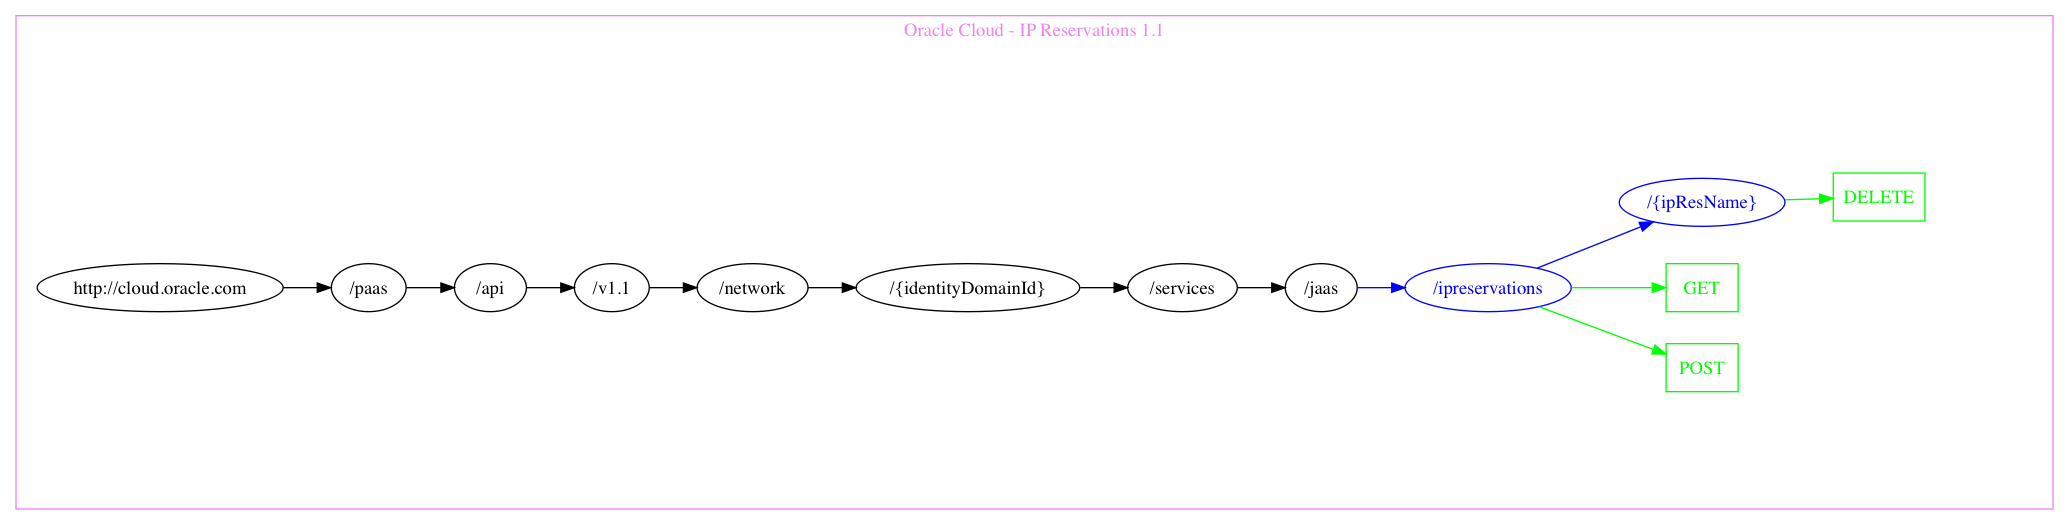 Oracle Cloud - IP Reservations 1.1
http://cloud.oracle.com
/paas
/api
/v1.1
/network
/{identityDomainId}
/services
/jaas
/ipreservations
/{ipResName}
DELETE
GET
POST